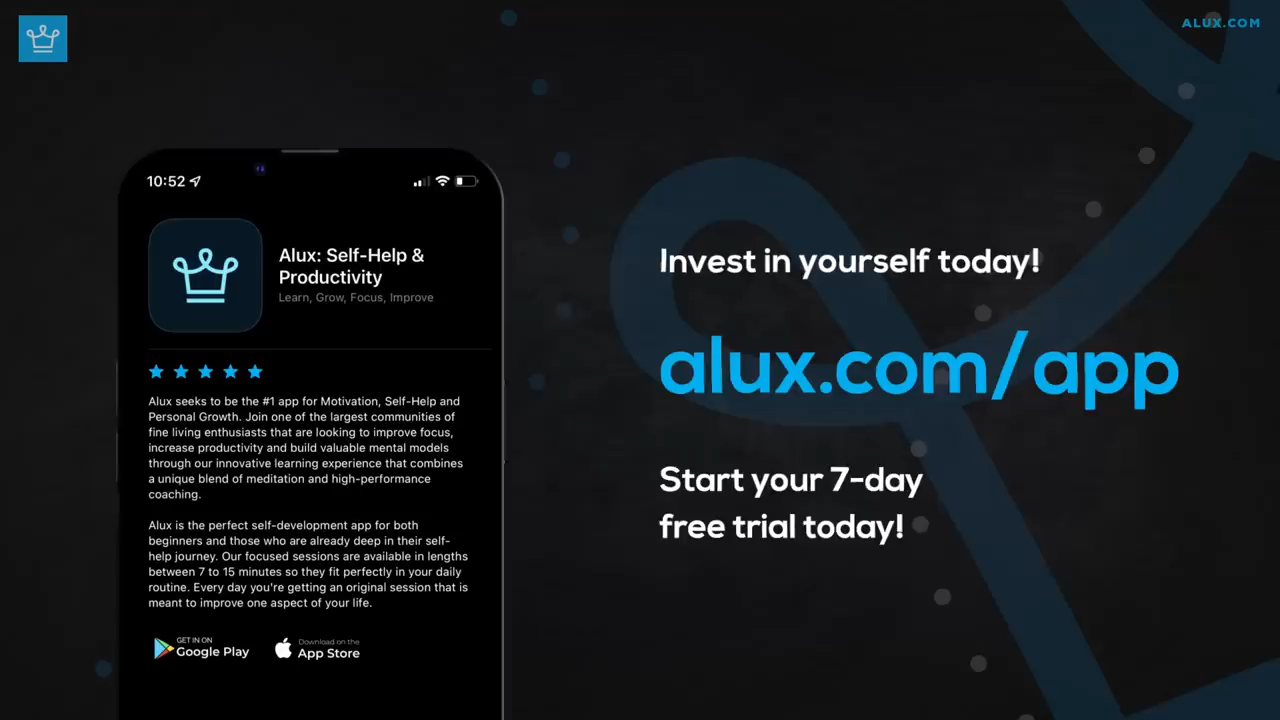 ALUX.COM
10:52
Alux: Self-Help &
Productivity
Learn, Grow, Focus, Improve
Alux seeks to be the #1 app for Motivation, Self-Help and
Personal Growth. Join one of the largest communities of
fine living enthusiasts that are looking to improve focus,
increase productivity and build valuable mental models
through our innovative learning experience that combines
a unique blend of meditation and high-performance
coaching.
Alux is the perfect self-development app for both
beginners and those who are already deep in their self-
help journey. Our focused sessions are available in lengths
between 7 to 15 minutes so they fit perfectly in your daily
routine. Every day you're getting an original session that is
meant to improve one aspect of your life.
GET IN ON
Google Play
Download on the
App Store
Invest in yourself today!
alux.com/app
Start your 7-day
free trial today!